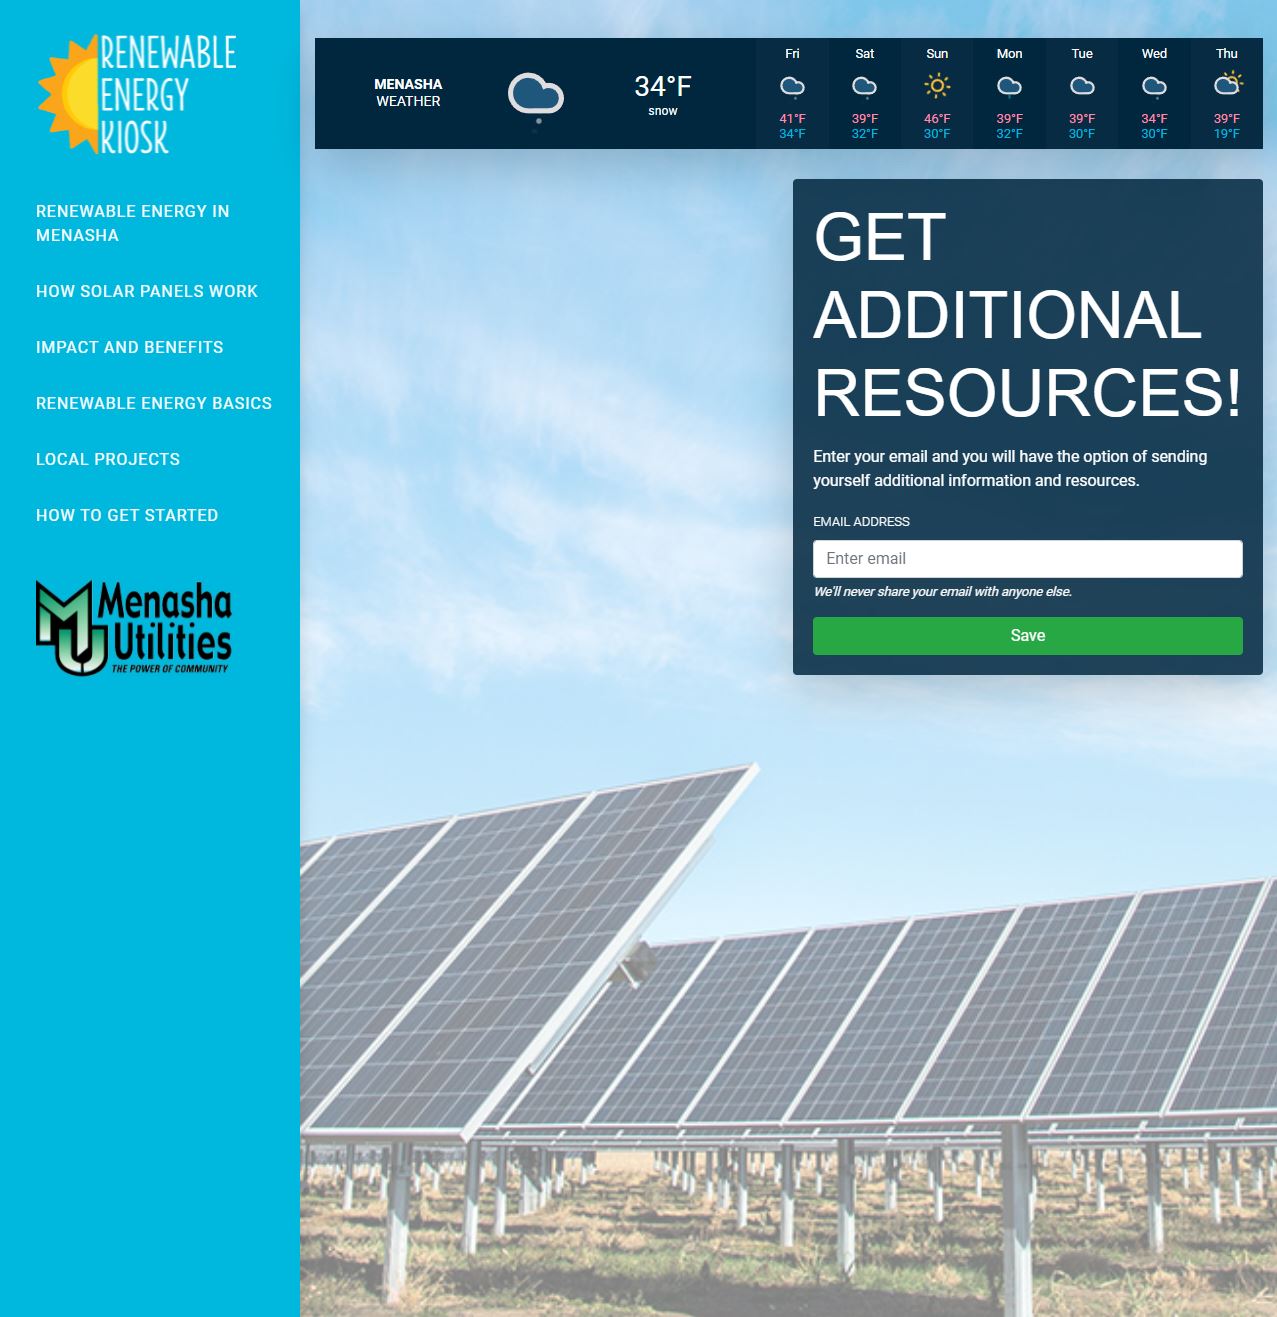 RENEWABLE
ENERGY
KIOSK
RENEWABLE ENERGY IN
MENASHA
HOW SOLAR PANELS WORK
IMPACT AND BENEFITS
RENEWABLE ENERGY BASICS
LOCAL PROJECTS
HOW TO GET STARTED
MU Menasha
Utilities
THE POWER OF COMMUNITY
MENASHA
WEATHER
34°F
snow
Fri Sat Sun Mon Tue Wed Thu
41°F 39°F 46°F 39°F 39°F 34°F 39°F
34°F 32°F 30°F 32°F 30°F 30°F 19°F
GET
ADDITIONAL
RESOURCES!
Enter your email and you will have the option of sending
yourself additional information and resources.
EMAIL ADDRESS
Enter email
We'll never share your email with anyone else.
Save